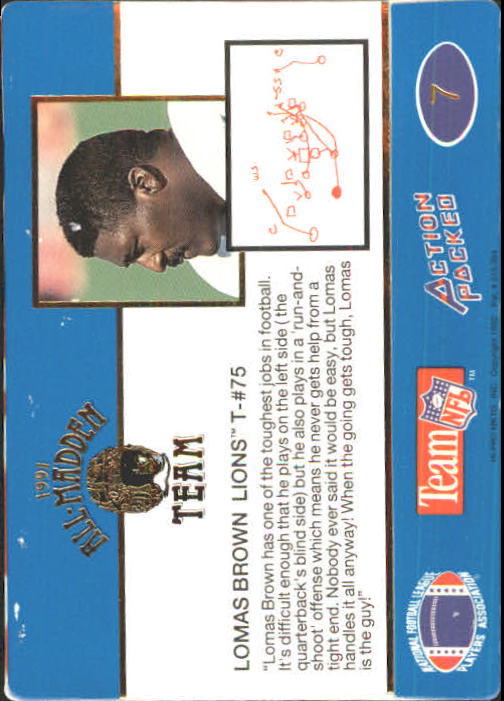 1991
ALL-MADDEN
TEAM
LOMAS BROWN LIONS™ T-#75
"Lomas Brown has one of the toughest jobs in football.
It's difficult enough that he plays on the left side (the
quarterback's blind side) but he also plays in a 'run-and-
shoot' offense which means he never gets help from a
tight end. Nobody ever said it would be easy, but Lomas
handles it all anyway! When the going gets tough, Lomas
is the guy!"
C
WS
SS
C
NATIONAL FOOTBALL LEAGUE
PLAYERS ASSOCIATION
Team NFL™
ACTION
PACKED
7